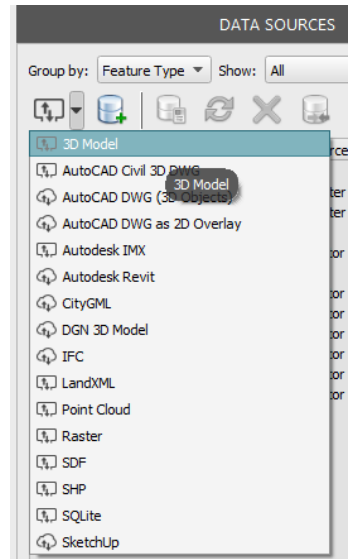 DATA SOURCES
Group by: Feature Type Show: All
3D Model
AutoCAD Civil 3D DWG
3D Model
AutoCAD DWG (3D Objects)
AutoCAD DWG as 2D Overlay
Autodesk IMX
Autodesk Revit
CityGML
DGN 3D Model
IFC
LandXML
Point Cloud
Raster
SDF
SHP
SQLite
SketchUp